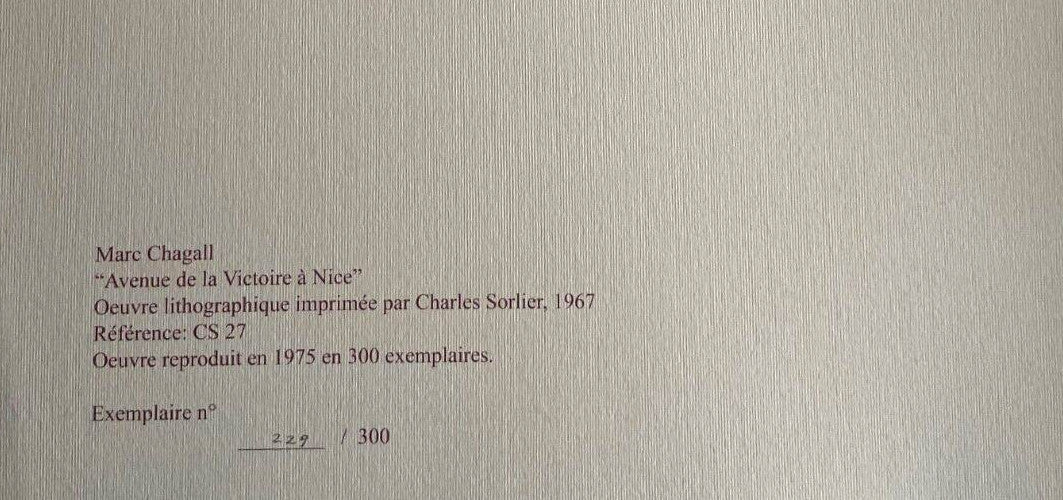 Marc Chagall
“Avenue de la Victoire à Nice”
Oeuvre lithographique imprimée par Charles Sorlier, 1967
Référence: CS 27
Oeuvre reproduit en 1975 en 300 exemplaires.
Exemplaire n°
229 / 300